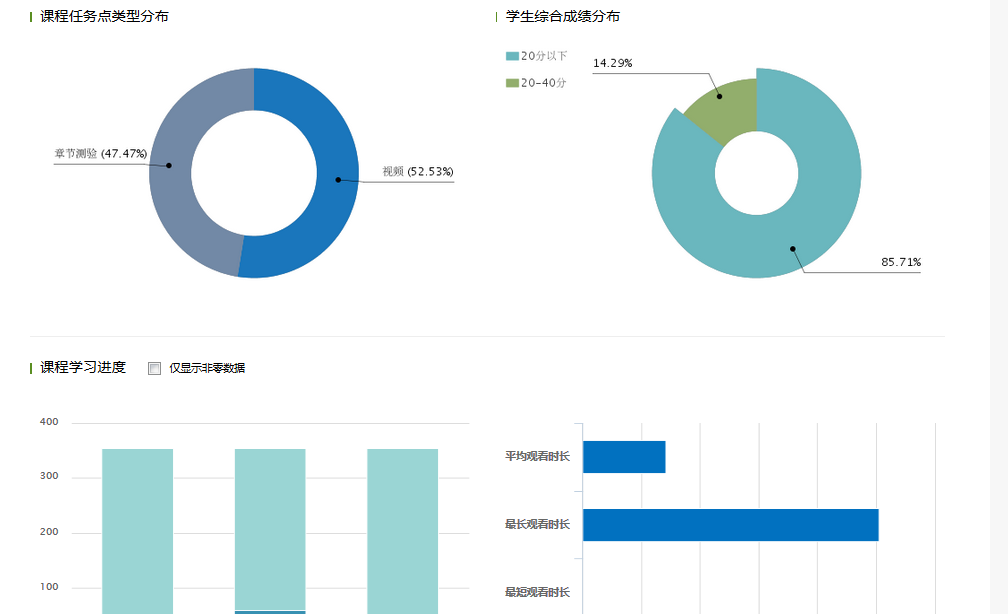 课程任务点类型分布
学生综合成绩分布
20分以下
20-40分
14.29%
章节测验 (47.47%)
视频 (52.53%)
85.71%
课程学习进度
仅显示非零数据
400
300
200
100
平均观看时长
最长观看时长
最短观看时长